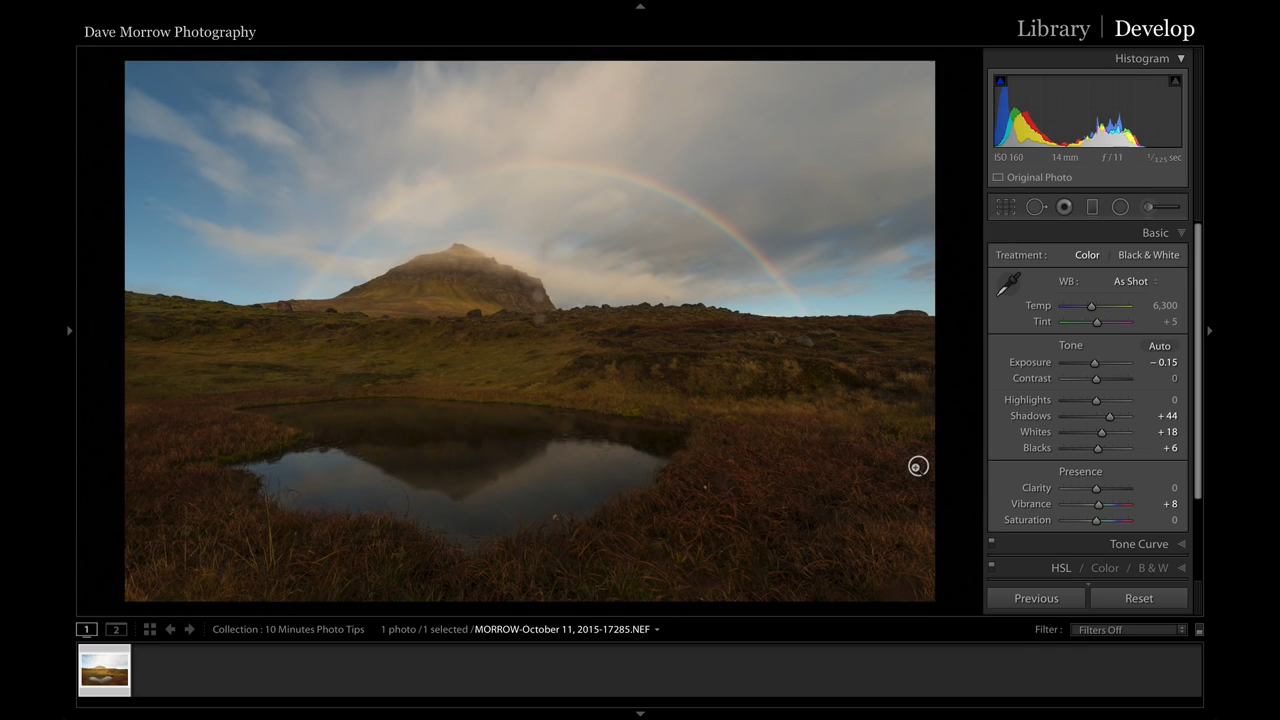 Dave Morrow Photography
Library | Develop
Histogram
ISO 160 14 mm ƒ / 11 1/125 sec
Original Photo
Basic
Treatment : Color Black & White
WB : As Shot
Temp 6,300
Tint + 5
Tone Auto
Exposure − 0.15
Contrast 0
Highlights 0
Shadows + 44
Whites + 18
Blacks + 6
Presence
Clarity 0
Vibrance + 8
Saturation 0
Tone Curve
HSL / Color / B & W
Previous Reset
1 2 Collection : 10 Minutes Photo Tips 1 photo / 1 selected / MORROW-October 11, 2015-17285.NEF Filter : Filters Off